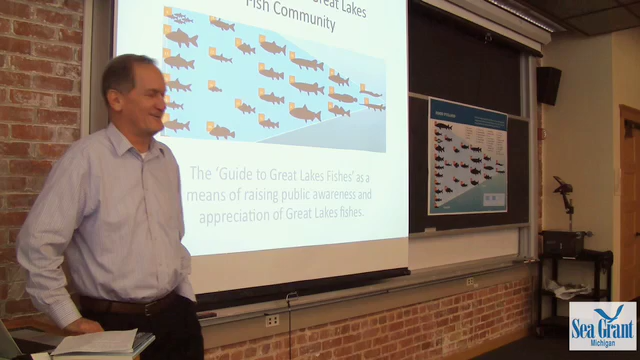 Great Lakes
Fish Community
The 'Guide to Great Lakes Fishes' as a
means of raising public awareness and
appreciation of Great Lakes fishes.
Sea Grant
Michigan